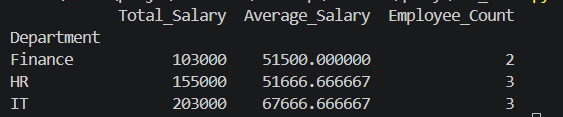 Total_Salary Average_Salary Employee_Count
Department
Finance 103000 51500.000000 2
HR 155000 51666.666667 3
IT 203000 67666.666667 3